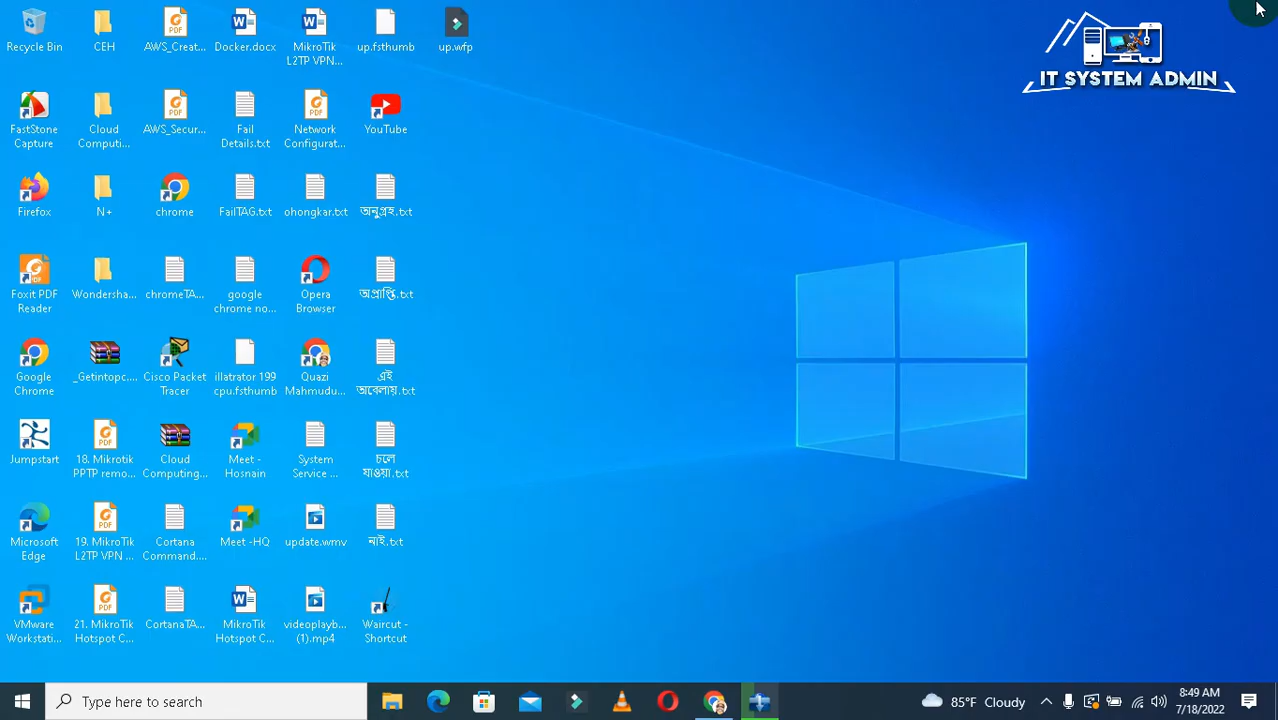 IT SYSTEM ADMIN
Recycle Bin
CEH
AWS_Creat...
Docker.docx
MikroTik
L2TP VPN...
up.fsthumb
up.wfp
FastStone
Capture
Cloud
Computi...
AWS_Secur...
Fail
Details.txt
Network
Configurat...
YouTube
Firefox
N+
chrome
FailTAG.txt
ohongkar.txt
অনুগ্রহ.txt
Foxit PDF
Reader
Wondersha...
chromeTA...
google
chrome no...
Opera
Browser
অপ্রাপ্তি.txt
Google
Chrome
_Getintopc....
Cisco Packet
Tracer
illatrator 199
cpu.fsthumb
Quazi
Mahmudu...
এই
অবেলায়.txt
Jumpstart
18. Mikrotik
PPTP remo...
Cloud
Computing...
Meet -
Hosnain
System
Service ...
চলে
যাওয়া.txt
Microsoft
Edge
19. MikroTik
L2TP VPN ...
Cortana
Command....
Meet -HQ
update.wmv
নাই.txt
VMware
Workstati...
21. MikroTik
Hotspot C...
CortanaTA...
MikroTik
Hotspot C...
videoplayb...
(1).mp4
Waircut -
Shortcut
Type here to search
85°F Cloudy
8:49 AM
7/18/2022